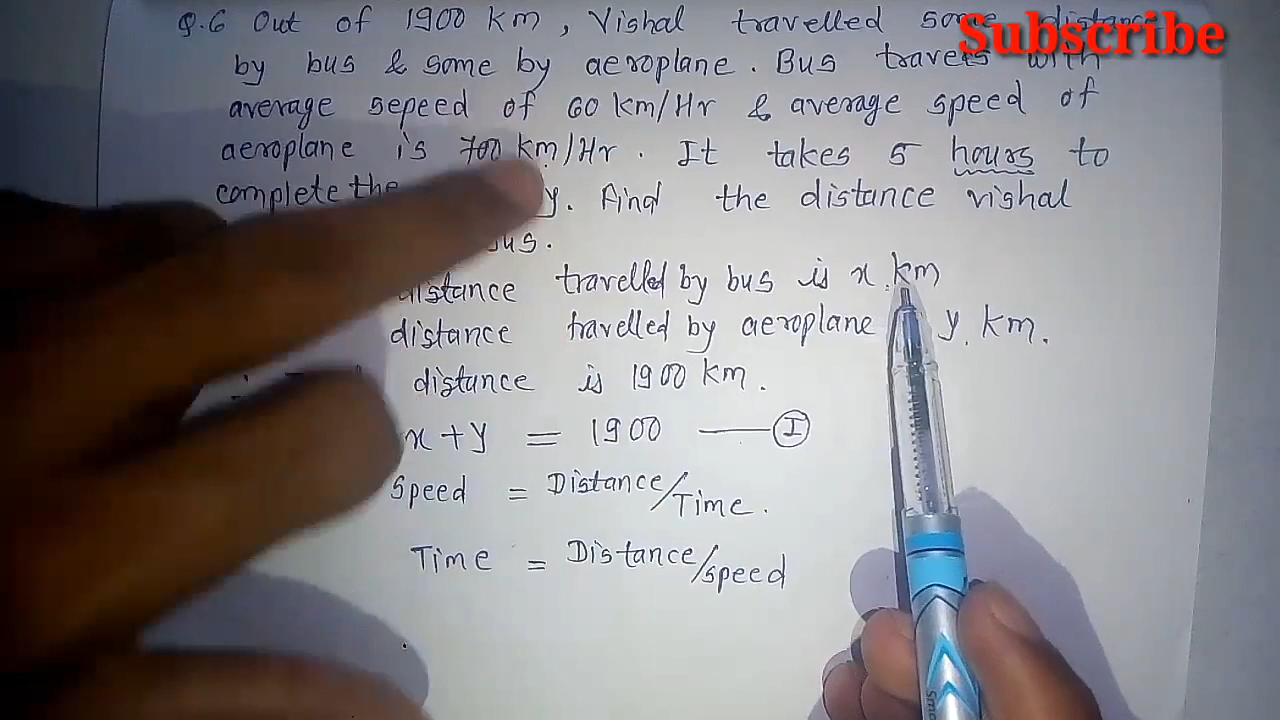 Q.6 Out of 1900 km, Vishal travelled some distance
Subscribe
by bus & some by aeroplane. Bus travels with
average sepeed of 60 km/Hr & average speed of
aeroplane is 700 km/Hr. It takes 5 hours to
complete the y. Find the distance vishal
bus.
distance travelled by bus is x km
distance travelled by aeroplane y km.
distance is 1900 km.
x + y = 1900 —— I
Speed = Distance/Time.
Time = Distance/speed